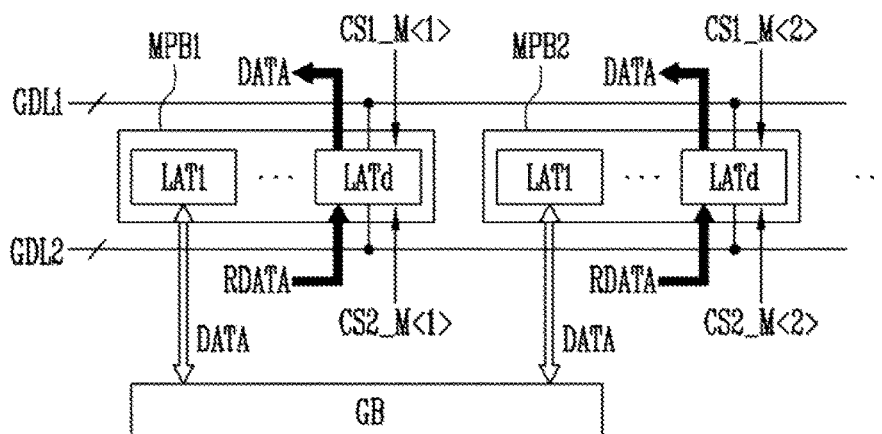 MPB1
CS1_M<1>
MPB2
CS1_M<2>
DATA
DATA
GDL1
LAT1 ... LATd
LAT1 ... LATd
...
GDL2
RDATA
RDATA
CS2_M<1>
CS2_M<2>
DATA
DATA
GB